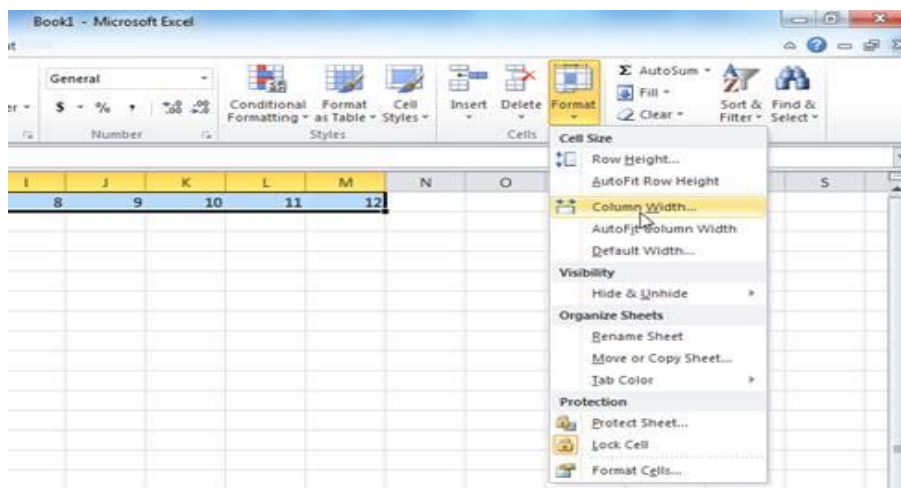 Book1 - Microsoft Excel
General
$ % ,
Conditional Formatting
Format as Table
Cell Styles
Insert
Delete
Format
Σ AutoSum
Fill
Clear
Sort & Filter
Find & Select
Number
Styles
Cells
Cell Size
Row Height...
AutoFit Row Height
Column Width...
AutoFit Column Width
Default Width...
Visibility
Hide & Unhide
Organize Sheets
Rename Sheet
Move or Copy Sheet...
Tab Color
Protection
Protect Sheet...
Lock Cell
Format Cells...
I J K L M N O S
8 9 10 11 12